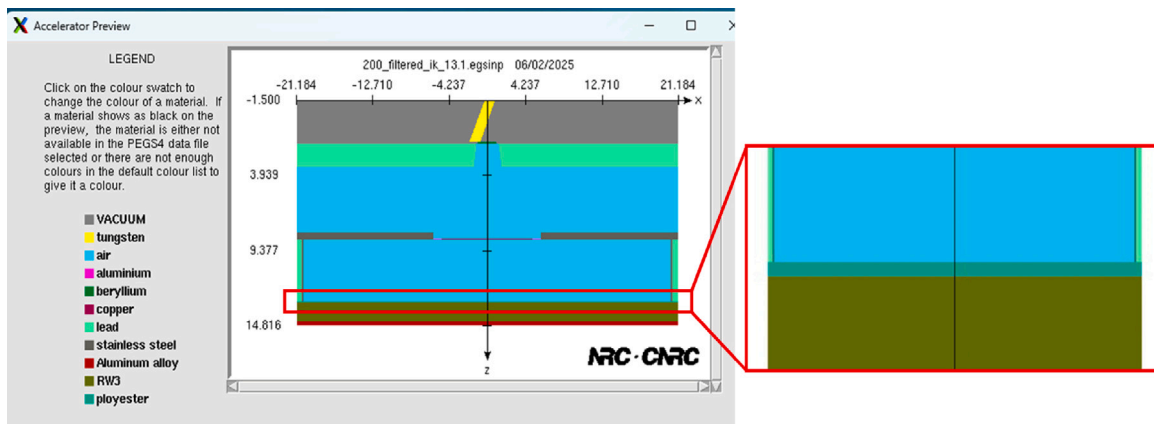 Accelerator Preview
LEGEND
Click on the colour swatch to
change the colour of a material. If
a material shows as black on the
preview, the material is either not
available in the PEGS4 data file
selected or there are not enough
colours in the default colour list to
give it a colour.
VACUUM
tungsten
air
aluminium
beryllium
copper
lead
stainless steel
Aluminum alloy
RW3
ployester
200_filtered_ik_13.1.egsinp 06/02/2025
-21.184 -12.710 -4.237 4.237 12.710 21.184
-1.500
x
3.939
9.377
14.816
z
NRC·CNRC